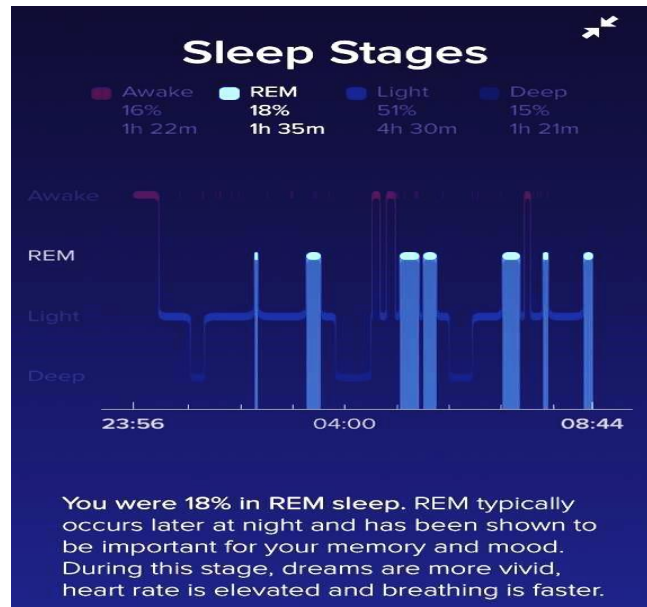 Sleep Stages
Awake REM Light Deep
16% 18% 51% 15%
1h 22m 1h 35m 4h 30m 1h 21m
Awake
REM
Light
Deep
23:56 04:00 08:44
You were 18% in REM sleep. REM typically
occurs later at night and has been shown to
be important for your memory and mood.
During this stage, dreams are more vivid,
heart rate is elevated and breathing is faster.